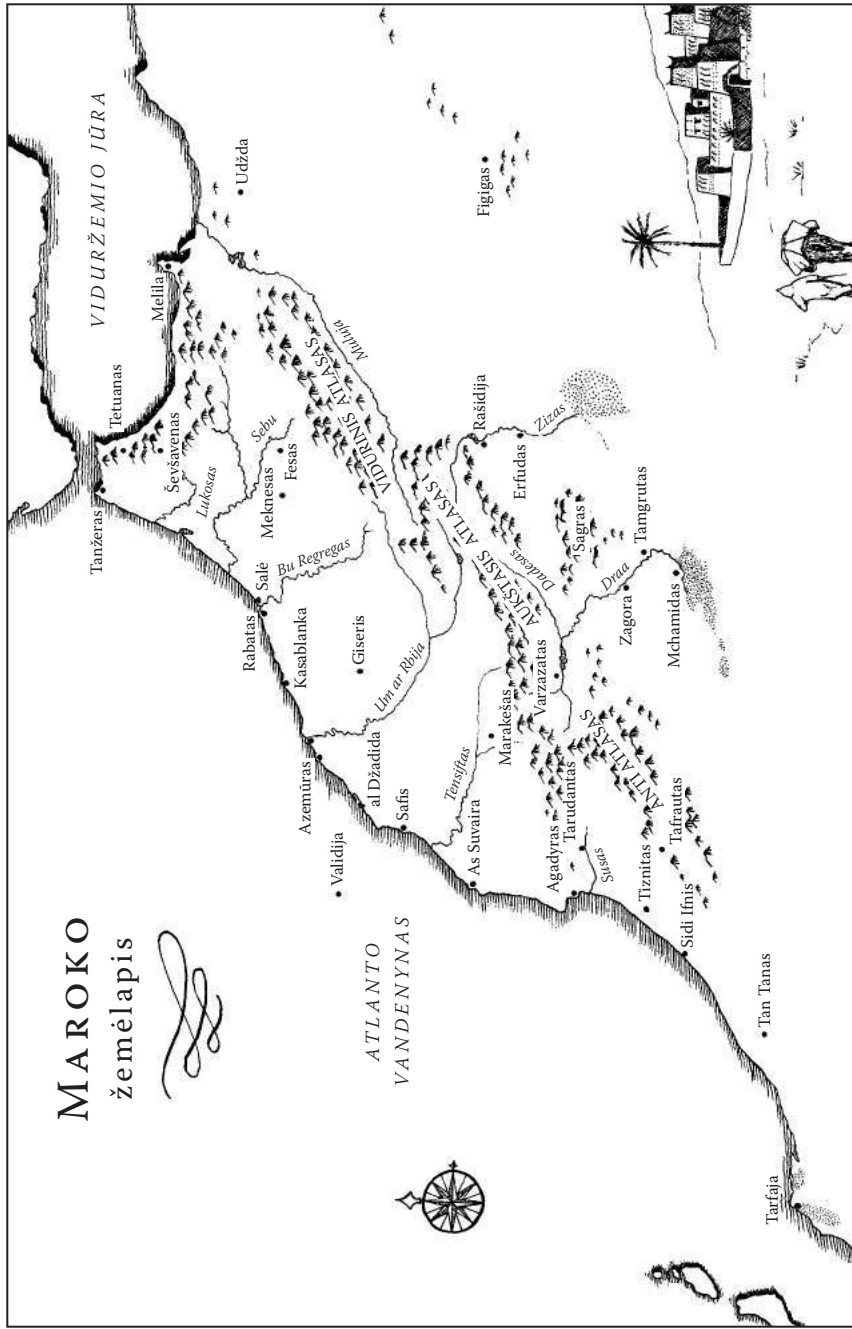 MAROKO
žemėlapis
VIDURŽEMIO JŪRA
ATLANTO
VANDENYNAS
Tanžeras
Tetuanas
Ševšavenas
Melila
Udžda
Lukosas
Sebu
Meknesas
Fesas
Muluja
VIDURINIS ATLASAS
Figigas
Rabatas
Salė
Bu Regregas
Kasablanka
Giseris
Um ar Rbija
Azemūras
al Džadida
Validija
Safis
Tensiftas
Marakešas
AUKŠTASIS ATLASAS
Rašidija
Zizas
Erfudas
Dadesas
Sagras
Varzazatas
Draa
Tamgrutas
Zagora
Mchamidas
As Suvaira
Agadyras
Tarudantas
Susas
ANTI ATLASAS
Tiznitas
Tafrautas
Sidi Ifnis
Tan Tanas
Tarfaja